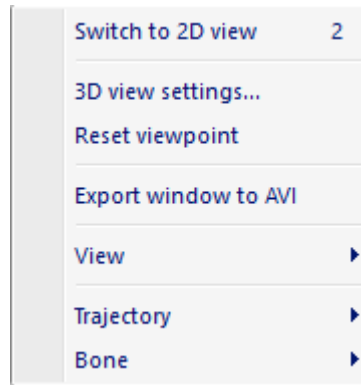 Switch to 2D view 2
3D view settings...
Reset viewpoint
Export window to AVI
View
Trajectory
Bone